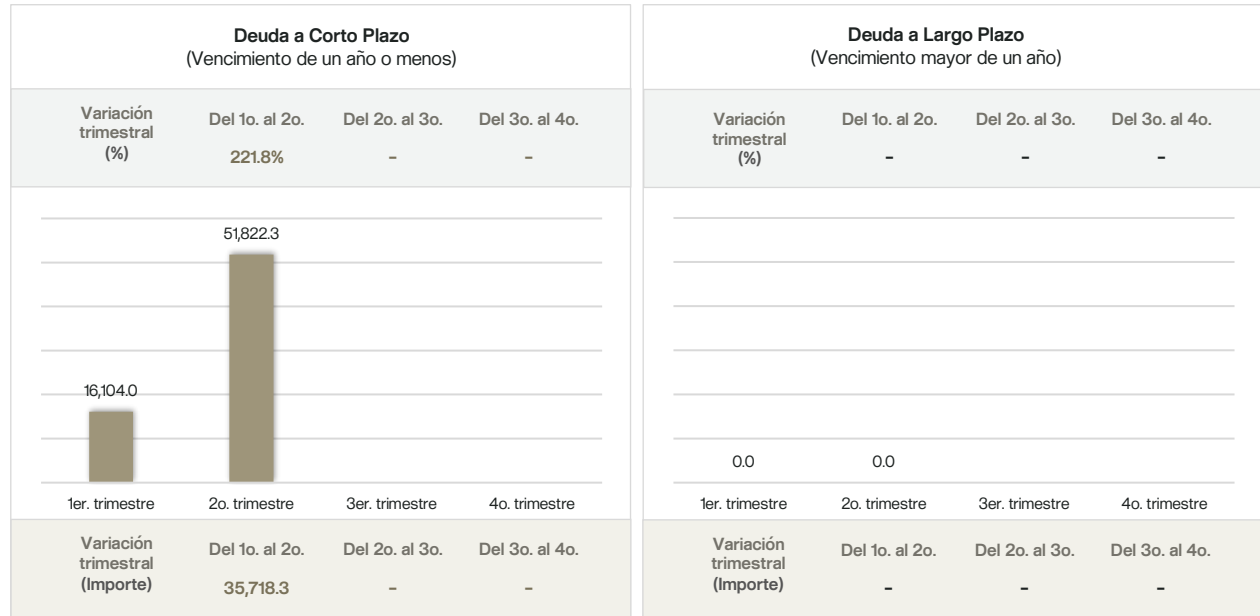 Deuda a Corto Plazo
(Vencimiento de un año o menos)
Variación
trimestral
(%)
Del 1o. al 2o.
Del 2o. al 3o.
Del 3o. al 4o.
221.8%
-
-
51,822.3
16,104.0
1er. trimestre
2o. trimestre
3er. trimestre
4o. trimestre
Variación
trimestral
(Importe)
Del 1o. al 2o.
Del 2o. al 3o.
Del 3o. al 4o.
35,718.3
-
-
Deuda a Largo Plazo
(Vencimiento mayor de un año)
Variación
trimestral
(%)
Del 1o. al 2o.
Del 2o. al 3o.
Del 3o. al 4o.
-
-
-
0.0
0.0
1er. trimestre
2o. trimestre
3er. trimestre
4o. trimestre
Variación
trimestral
(Importe)
Del 1o. al 2o.
Del 2o. al 3o.
Del 3o. al 4o.
-
-
-